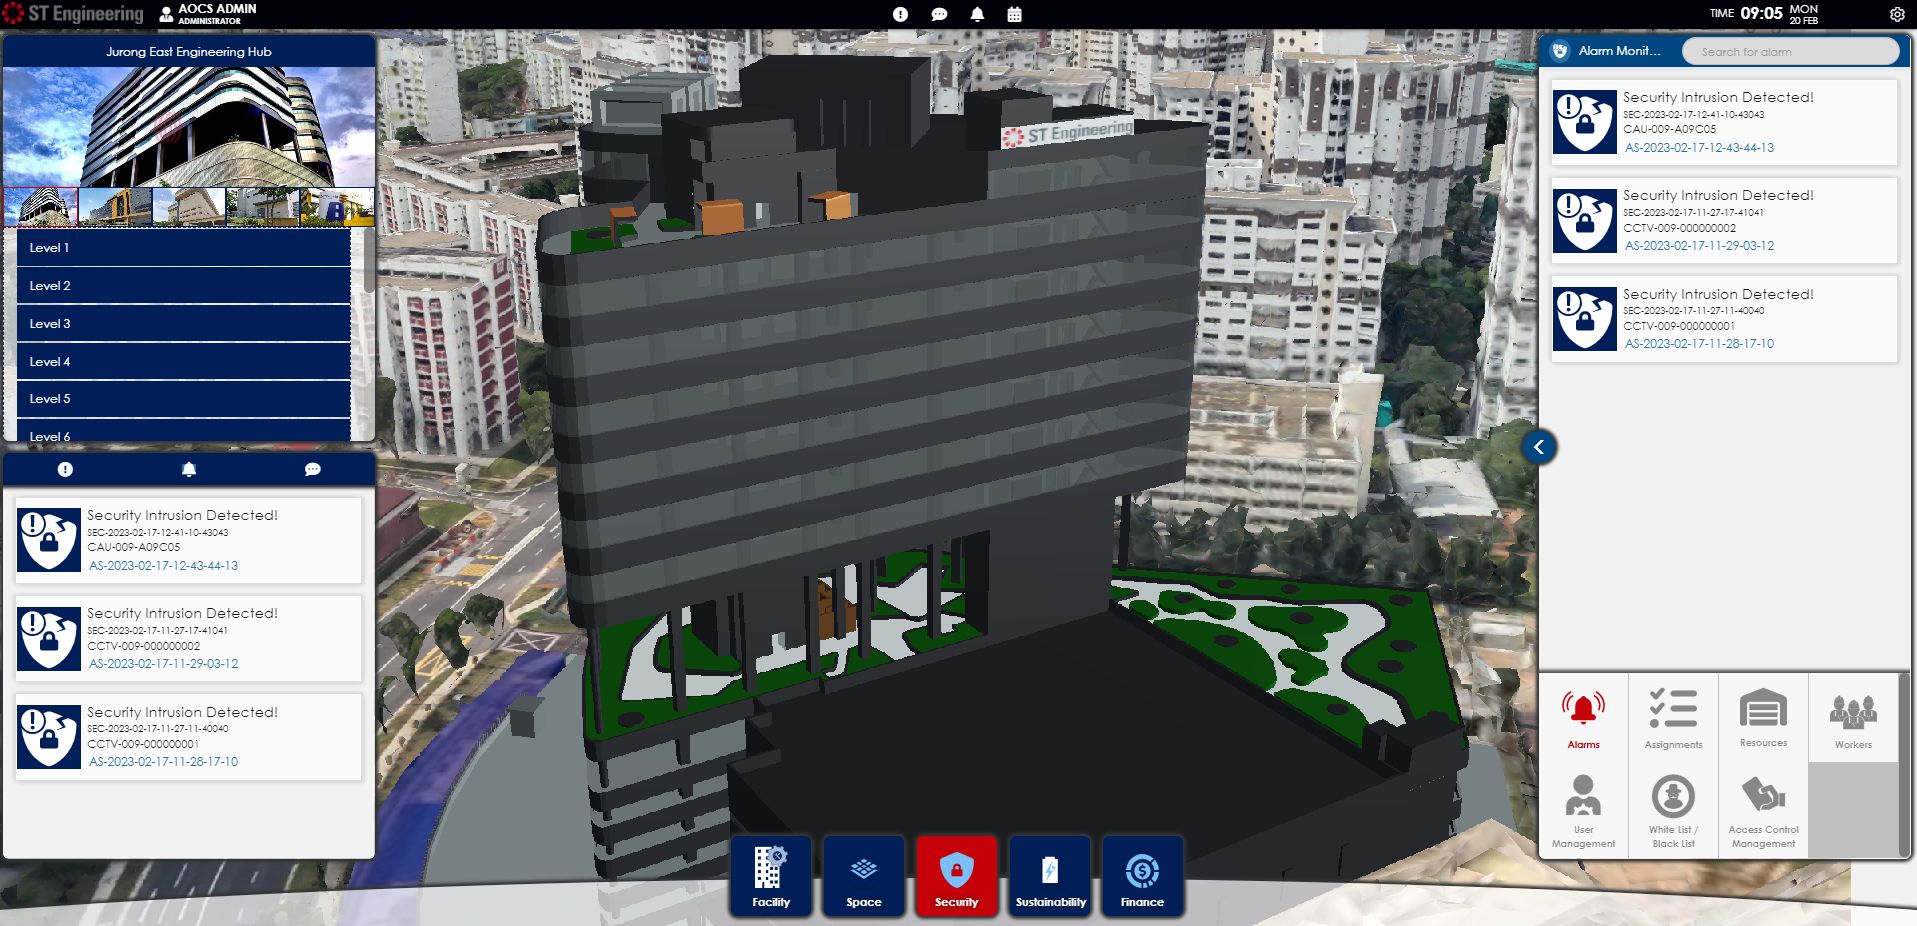 ST Engineering
AOCS ADMIN
ADMINISTRATOR
TIME 09:05 MON
20 FEB
Jurong East Engineering Hub
Level 1
Level 2
Level 3
Level 4
Level 5
Level 6
Security Intrusion Detected!
SEC-2023-02-17-12-41-10-43043
CAU-009-A09C05
AS-2023-02-17-12-43-44-13
Security Intrusion Detected!
SEC-2023-02-17-11-27-17-41041
CCTV-009-000000002
AS-2023-02-17-11-29-03-12
Security Intrusion Detected!
SEC-2023-02-17-11-27-11-40040
CCTV-009-000000001
AS-2023-02-17-11-28-17-10
ST Engineering
Facility
Space
Security
Sustainability
Finance
Alarm Monit...
Search for alarm
Security Intrusion Detected!
SEC-2023-02-17-12-41-10-43043
CAU-009-A09C05
AS-2023-02-17-12-43-44-13
Security Intrusion Detected!
SEC-2023-02-17-11-27-17-41041
CCTV-009-000000002
AS-2023-02-17-11-29-03-12
Security Intrusion Detected!
SEC-2023-02-17-11-27-11-40040
CCTV-009-000000001
AS-2023-02-17-11-28-17-10
Alarms
Assignments
Resources
Workers
User
Management
White List /
Black List
Access Control
Management